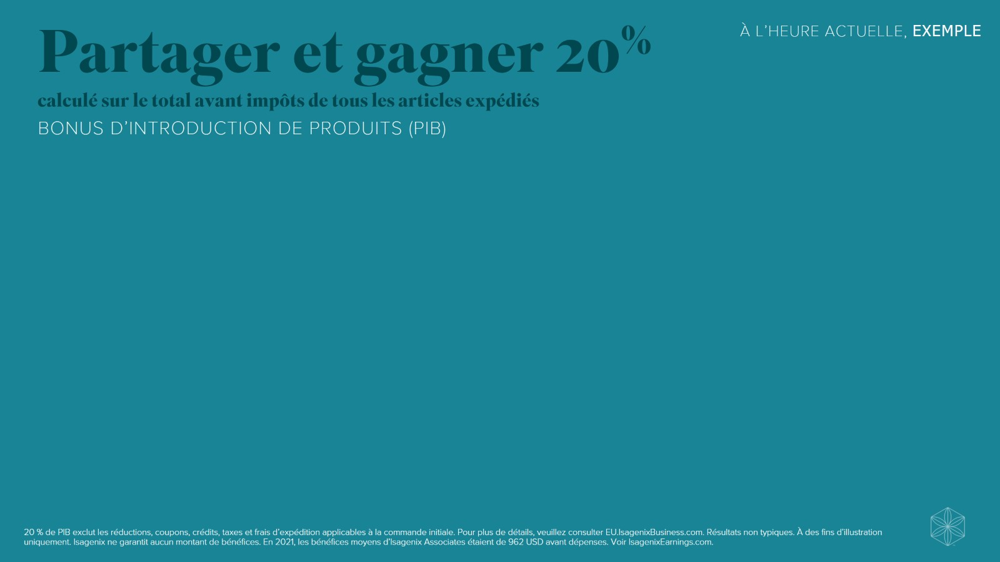 Partager et gagner 20%
À L’HEURE ACTUELLE, EXEMPLE
calculé sur le total avant impôts de tous les articles expédiés
BONUS D’INTRODUCTION DE PRODUITS (PIB)
20 % de PIB exclut les réductions, coupons, crédits, taxes et frais d’expédition applicables à la commande initiale. Pour plus de détails, veuillez consulter EU.IsagenixBusiness.com. Résultats non typiques. À des fins d’illustration
uniquement. Isagenix ne garantit aucun montant de bénéfices. En 2021, les bénéfices moyens d’Isagenix Associates étaient de 962 USD avant dépenses. Voir IsagenixEarnings.com.